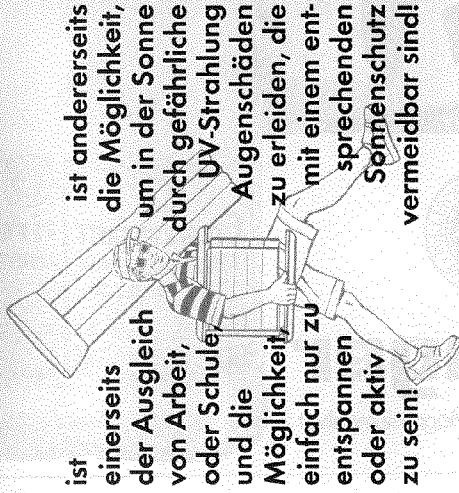 ist
einerseits
der Ausgleich
von Arbeit,
oder Schule,
und die
Möglichkeit,
einfach nur zu
entspannen
oder aktiv
zu sein!
ist andererseits
die Möglichkeit,
um in der Sonne
durch gefährliche
UV-Strahlung
Augenschäden
zu erleiden, die
mit einem ent-
sprechenden
Sonnenschutz
vermeidbar sind!